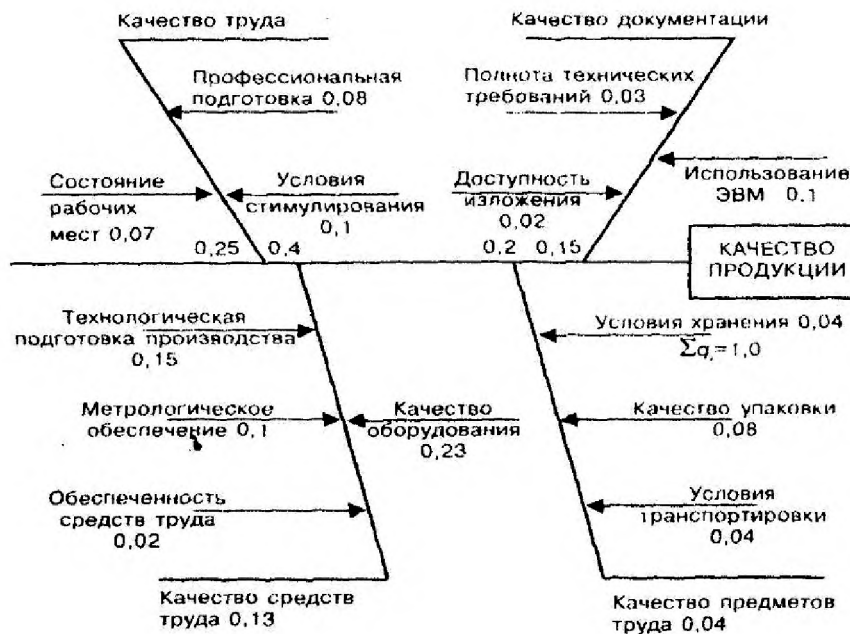 Качество труда
Качество документации
Профессиональная
подготовка 0,08
Полнота технических
требований 0,03
Состояние
рабочих
мест 0,07
Условия
стимулирования
0,1
Доступность
изложения
0,02
Использование
ЭВМ 0.1
0,25 0,4
0,2 0,15
КАЧЕСТВО
ПРОДУКЦИИ
Технологическая
подготовка производства
0,15
Условия хранения 0,04
Σqᵢ=1,0
Метрологическое
обеспечение 0,1
Качество
оборудования
0,23
Качество упаковки
0,08
Обеспеченность
средств труда
0,02
Условия
транспортировки
0,04
Качество средств
труда 0,13
Качество предметов
труда 0,04